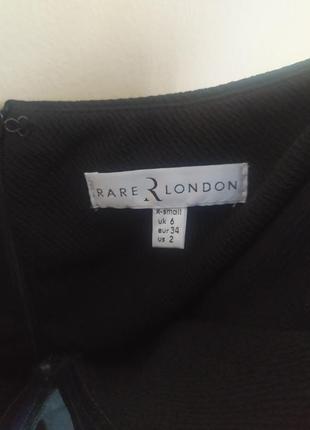 RARE R LONDON
x-small
uk 6
eur 34
us 2